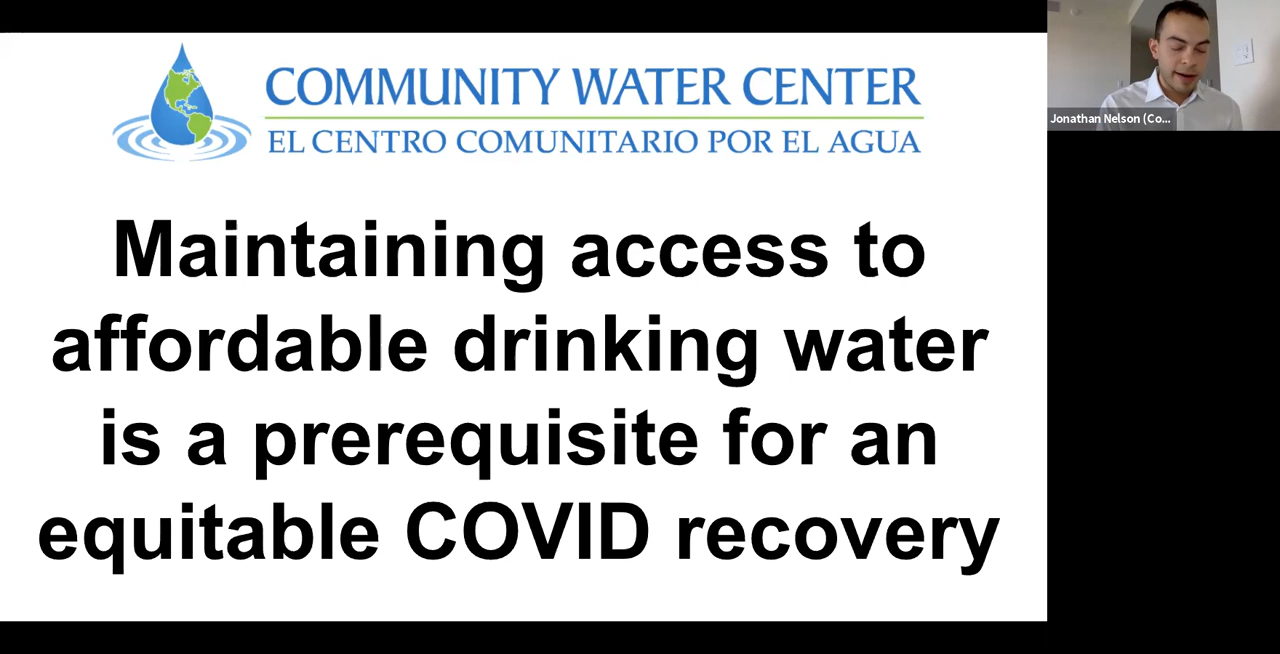 COMMUNITY WATER CENTER
EL CENTRO COMUNITARIO POR EL AGUA
Maintaining access to
affordable drinking water
is a prerequisite for an
equitable COVID recovery
Jonathan Nelson (Co...